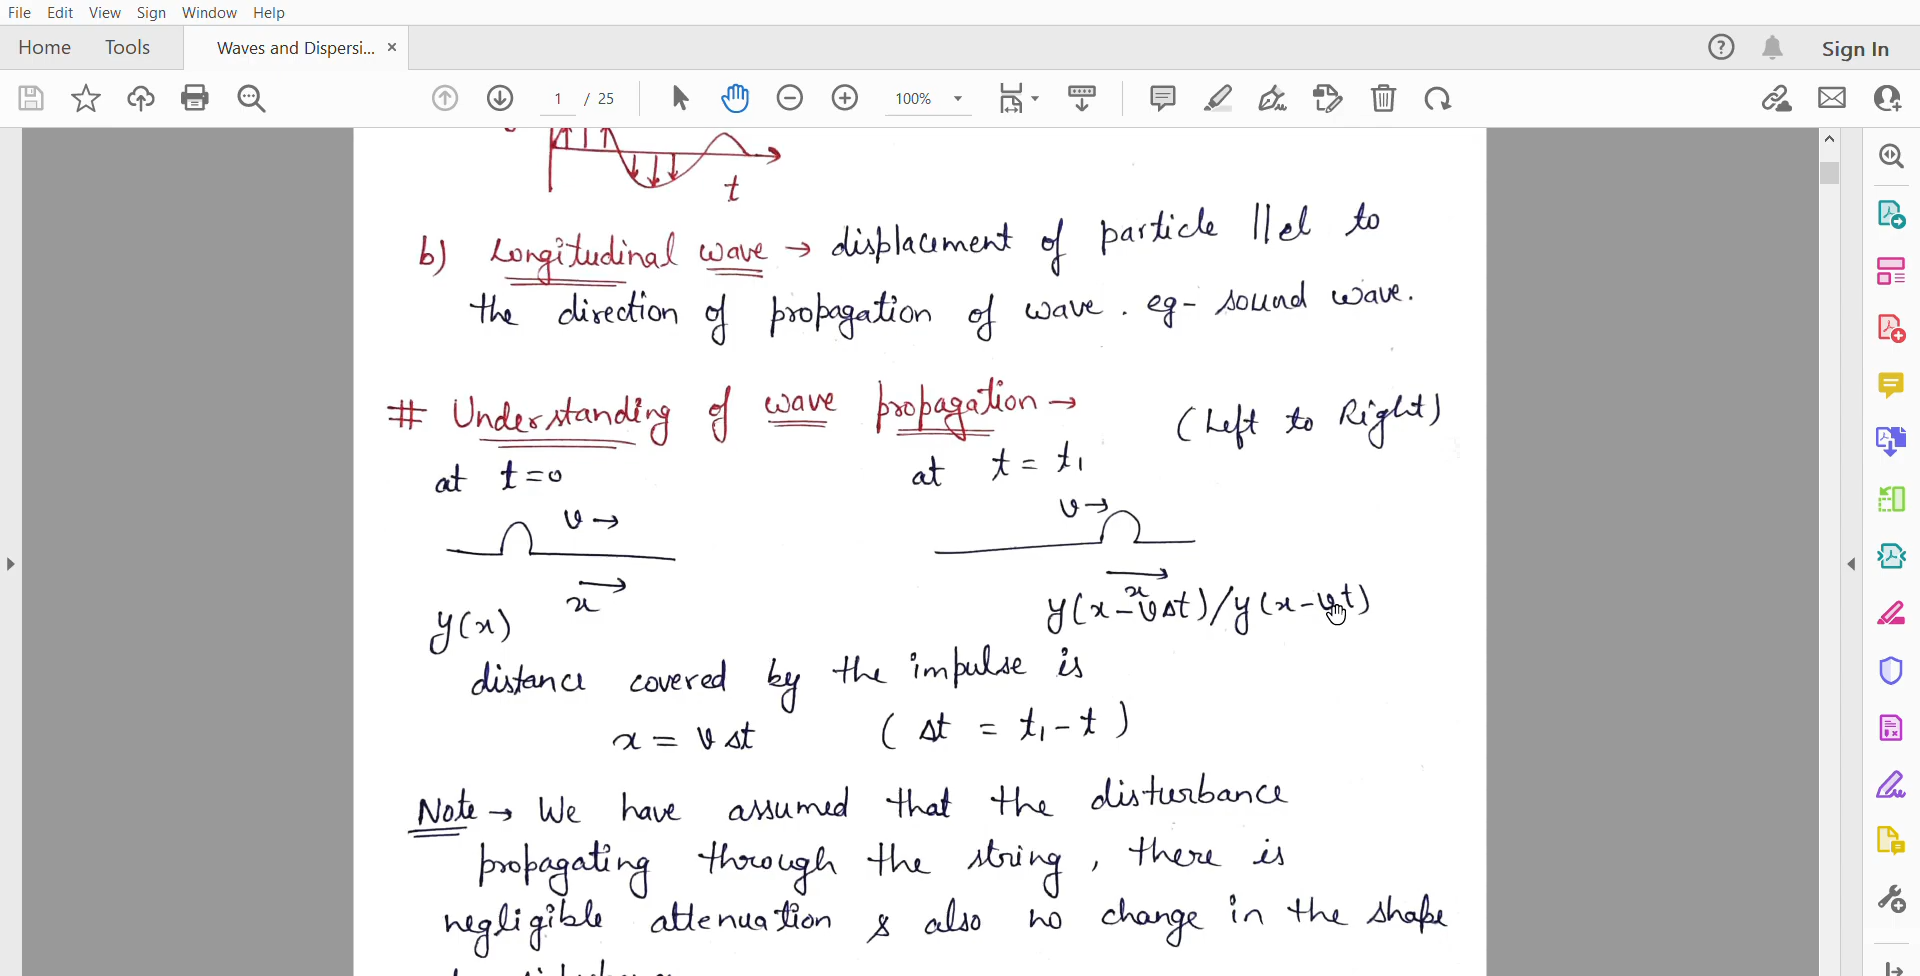 File Edit View Sign Window Help
Home Tools Waves and Dispersi... × Sign In
1 / 25 100%
t
b) Longitudinal wave → displacement of particle ||el to
the direction of propagation of wave. eg- sound wave.
# Understanding of wave propagation → (Left to Right)
at t=0 at t = t₁
v→ v→
x x
y(x) y(x-vΔt)/y(x-vt)
distance covered by the impulse is
x = vΔt (Δt = t₁-t)
Note → We have assumed that the disturbance
propagating through the string, there is
negligible attenuation & also no change in the shape